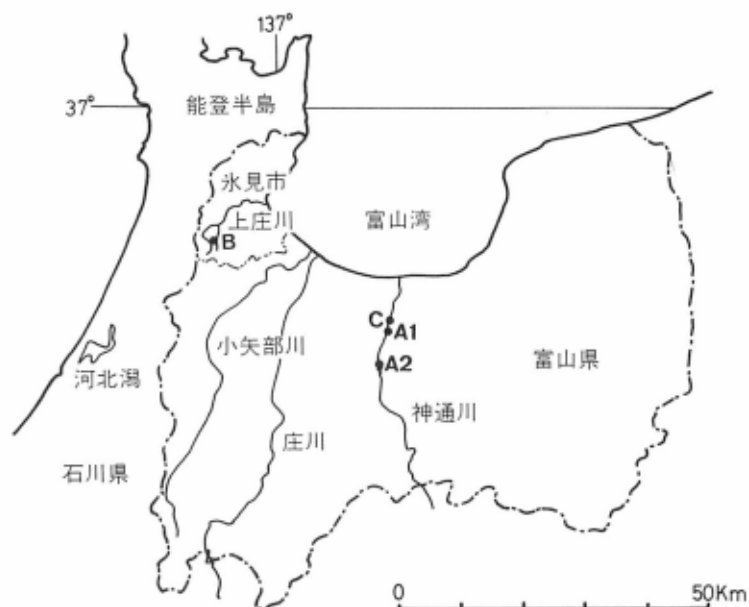 137°
37°
能登半島
氷見市
上庄川
富山湾
B
C
A1
小矢部川
富山県
河北潟
A2
神通川
庄川
石川県
0
50Km